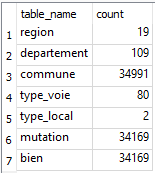 table_name count
1 region 19
2 departement 109
3 commune 34991
4 type_voie 80
5 type_local 2
6 mutation 34169
7 bien 34169